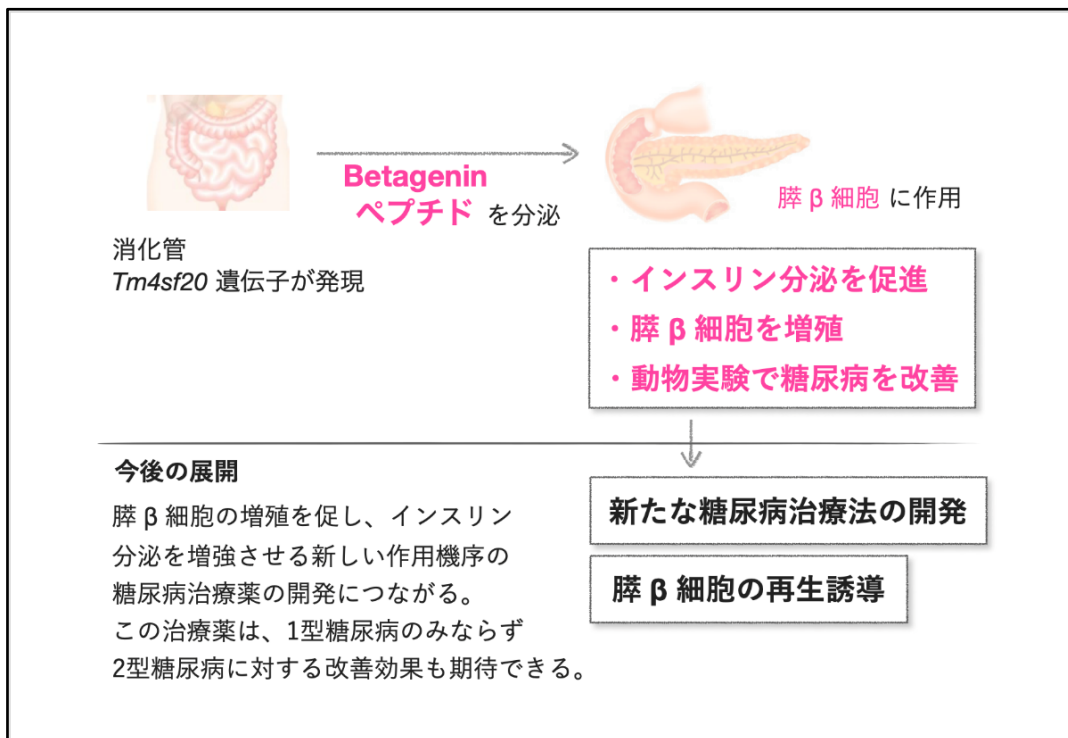 Betagenin
ペプチド を分泌
膵 β 細胞 に作用
消化管
Tm4sf20 遺伝子が発現
・インスリン分泌を促進
・膵 β 細胞を増殖
・動物実験で糖尿病を改善
今後の展開
膵 β 細胞の増殖を促し、インスリン
分泌を増強させる新しい作用機序の
糖尿病治療薬の開発につながる。
この治療薬は、1型糖尿病のみならず
2型糖尿病に対する改善効果も期待できる。
新たな糖尿病治療法の開発
膵 β 細胞の再生誘導